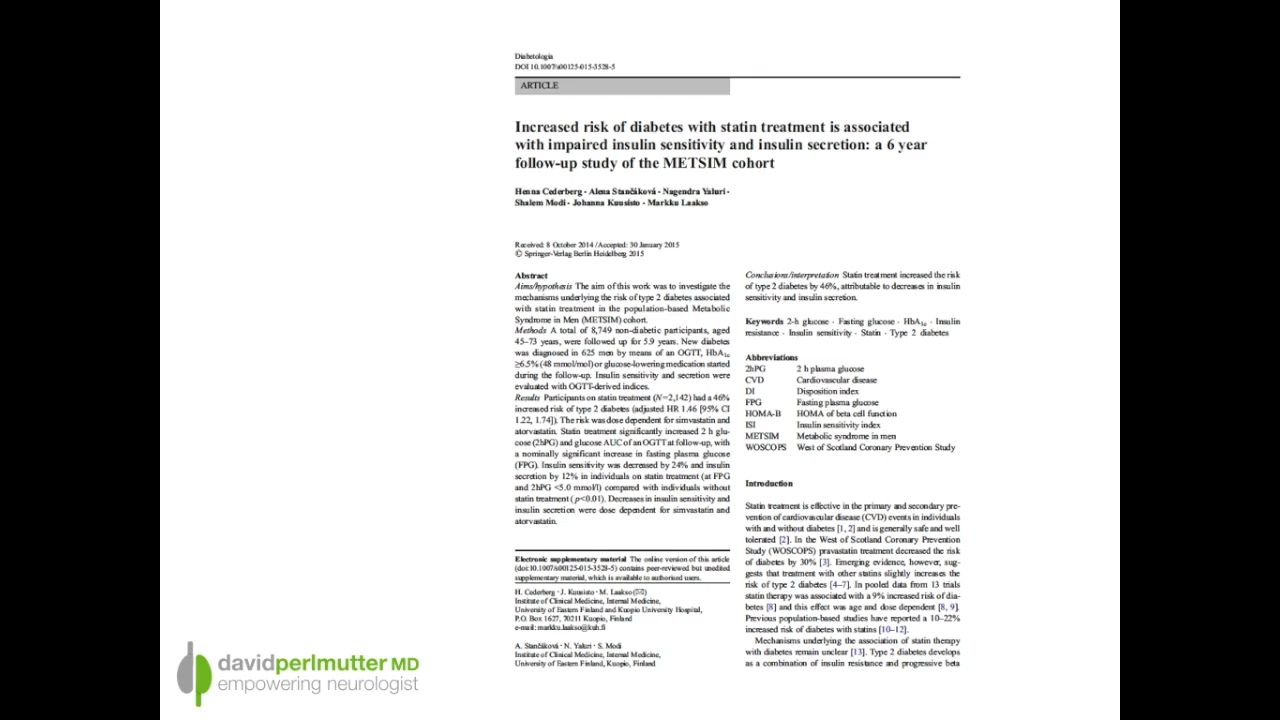 Diabetologia
DOI 10.1007/s00125-015-3528-5
ARTICLE
Increased risk of diabetes with statin treatment is associated
with impaired insulin sensitivity and insulin secretion: a 6 year
follow-up study of the METSIM cohort
Henna Cederberg · Alena Stančáková · Nagendra Yaluri ·
Shalem Modi · Johanna Kuusisto · Markku Laakso
Received: 8 October 2014 / Accepted: 30 January 2015
© Springer-Verlag Berlin Heidelberg 2015
Abstract
Aims/hypothesis The aim of this work was to investigate the
mechanisms underlying the risk of type 2 diabetes associated
with statin treatment in the population-based Metabolic
Syndrome in Men (METSIM) cohort.
Methods A total of 8,749 non-diabetic participants, aged
45–73 years, were followed up for 5.9 years. New diabetes
was diagnosed in 625 men by means of an OGTT, HbA1c
≥6.5% (48 mmol/mol) or glucose-lowering medication started
during the follow-up. Insulin sensitivity and secretion were
evaluated with OGTT-derived indices.
Results Participants on statin treatment (N=2,142) had a 46%
increased risk of type 2 diabetes (adjusted HR 1.46 [95% CI
1.22, 1.74]). The risk was dose dependent for simvastatin and
atorvastatin. Statin treatment significantly increased 2 h glu-
cose (2hPG) and glucose AUC of an OGTT at follow-up, with
a nominally significant increase in fasting plasma glucose
(FPG). Insulin sensitivity was decreased by 24% and insulin
secretion by 12% in individuals on statin treatment (at FPG
and 2hPG <5.0 mmol/l) compared with individuals without
statin treatment (p<0.01). Decreases in insulin sensitivity and
insulin secretion were dose dependent for simvastatin and
atorvastatin.
Electronic supplementary material The online version of this article
(doi:10.1007/s00125-015-3528-5) contains peer-reviewed but unedited
supplementary material, which is available to authorised users.
H. Cederberg · J. Kuusisto · M. Laakso (✉)
Institute of Clinical Medicine, Internal Medicine,
University of Eastern Finland and Kuopio University Hospital,
P.O. Box 1627, 70211 Kuopio, Finland
e-mail: markku.laakso@kuh.fi
A. Stančáková · N. Yaluri · S. Modi
Institute of Clinical Medicine, Internal Medicine,
University of Eastern Finland, Kuopio, Finland
Conclusions/interpretation Statin treatment increased the risk
of type 2 diabetes by 46%, attributable to decreases in insulin
sensitivity and insulin secretion.
Keywords 2-h glucose · Fasting glucose · HbA1c · Insulin
resistance · Insulin sensitivity · Statin · Type 2 diabetes
Abbreviations
2hPG 2 h plasma glucose
CVD Cardiovascular disease
DI Disposition index
FPG Fasting plasma glucose
HOMA-B HOMA of beta cell function
ISI Insulin sensitivity index
METSIM Metabolic syndrome in men
WOSCOPS West of Scotland Coronary Prevention Study
Introduction
Statin treatment is effective in the primary and secondary pre-
vention of cardiovascular disease (CVD) events in individuals
with and without diabetes [1, 2] and is generally safe and well
tolerated [2]. In the West of Scotland Coronary Prevention
Study (WOSCOPS) pravastatin treatment decreased the risk
of diabetes by 30% [3]. Emerging evidence, however, sug-
gests that treatment with other statins slightly increases the
risk of type 2 diabetes [4–7]. In pooled data from 13 trials
statin therapy was associated with a 9% increased risk of dia-
betes [8] and this effect was age and dose dependent [8, 9].
Previous population-based studies have reported a 10–22%
increased risk of diabetes with statins [10–12].
Mechanisms underlying the association of statin therapy
with diabetes remain unclear [13]. Type 2 diabetes develops
as a combination of insulin resistance and progressive beta
davidperlmutter MD
empowering neurologist